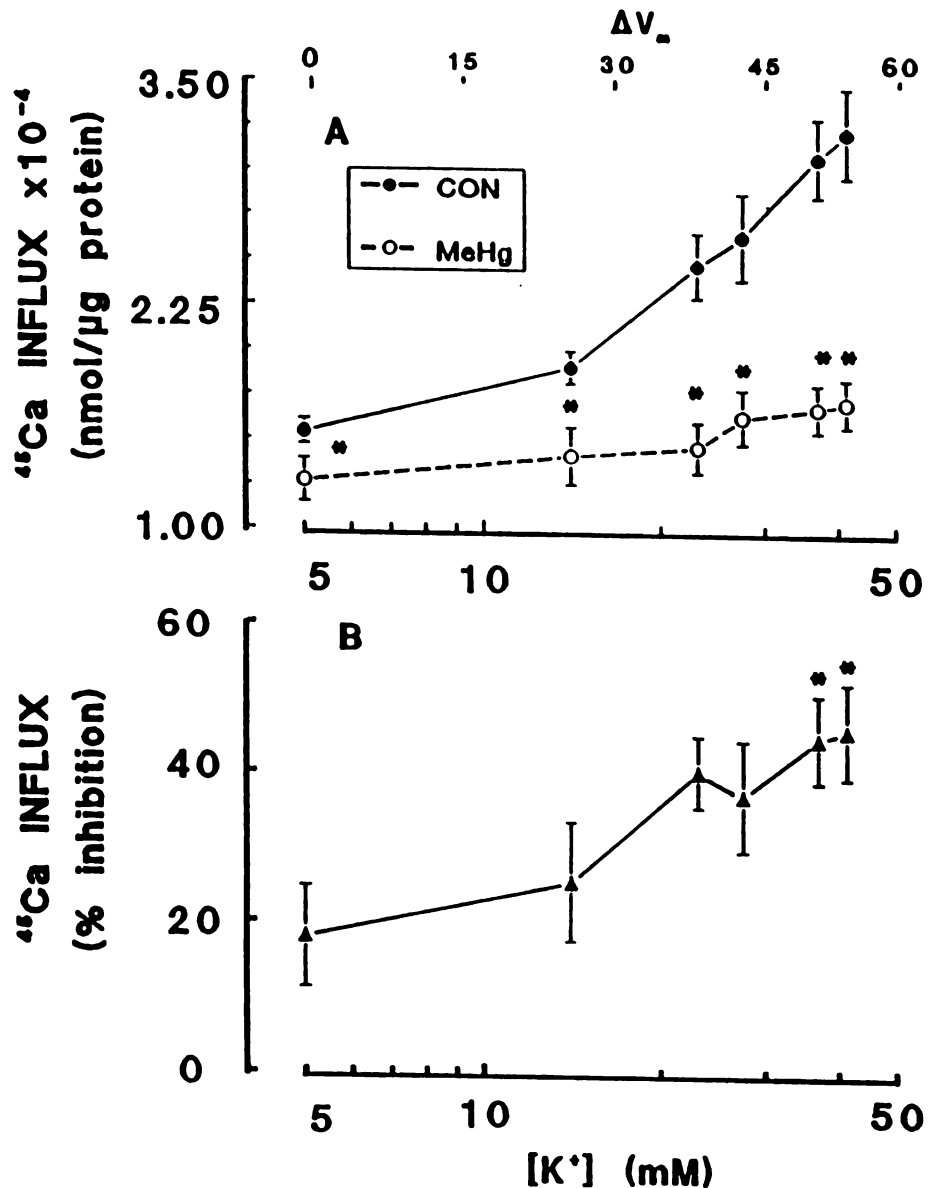 ΔV∞
0 15 30 45 60
3.50
2.25
1.00
⁴⁵Ca INFLUX x10⁻⁴
(nmol/µg protein)
A
CON
MeHg
*
*
*
*
* *
5 10 50
60
40
20
0
⁴⁵Ca INFLUX
(% inhibition)
B
* *
5 10 50
[K⁺] (mM)